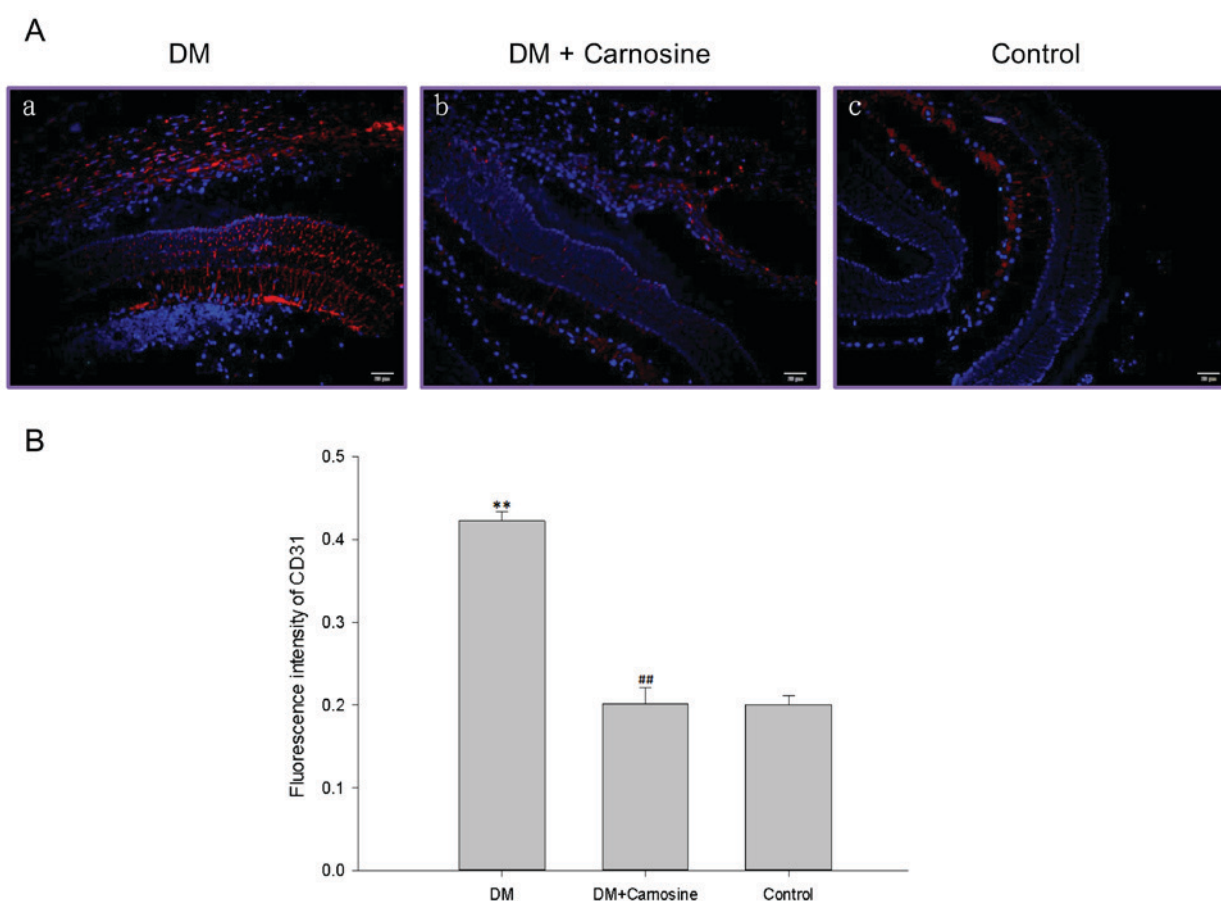 A
DM
DM + Carnosine
Control
a
b
c
B
Fluorescence intensity of CD31
0.5
0.4
0.3
0.2
0.1
0.0
**
##
DM
DM+Carnosine
Control